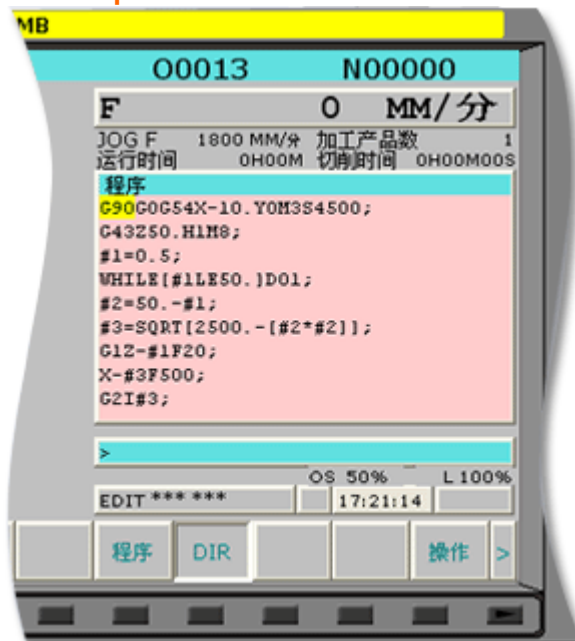 MB
O0013 N00000
F 0 MM/分
JOG F 1800 MM/分 加工产品数 1
运行时间 0H00M 切削时间 0H00M00S
程序
G90G0G54X-10.Y0M3S4500;
G43Z50.H1M8;
#1=0.5;
WHILE[#1LE50.]DO1;
#2=50.-#1;
#3=SQRT[2500.-[#2*#2]];
G1Z-#1F20;
X-#3F500;
G2I#3;
>
OS 50% L 100%
EDIT *** *** 17:21:14
程序 DIR 操作 >